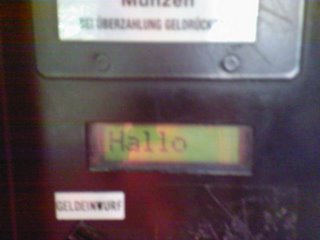 Münzen
BEI ÜBERZAHLUNG GELDRÜCK
Hallo
GELDEINWURF